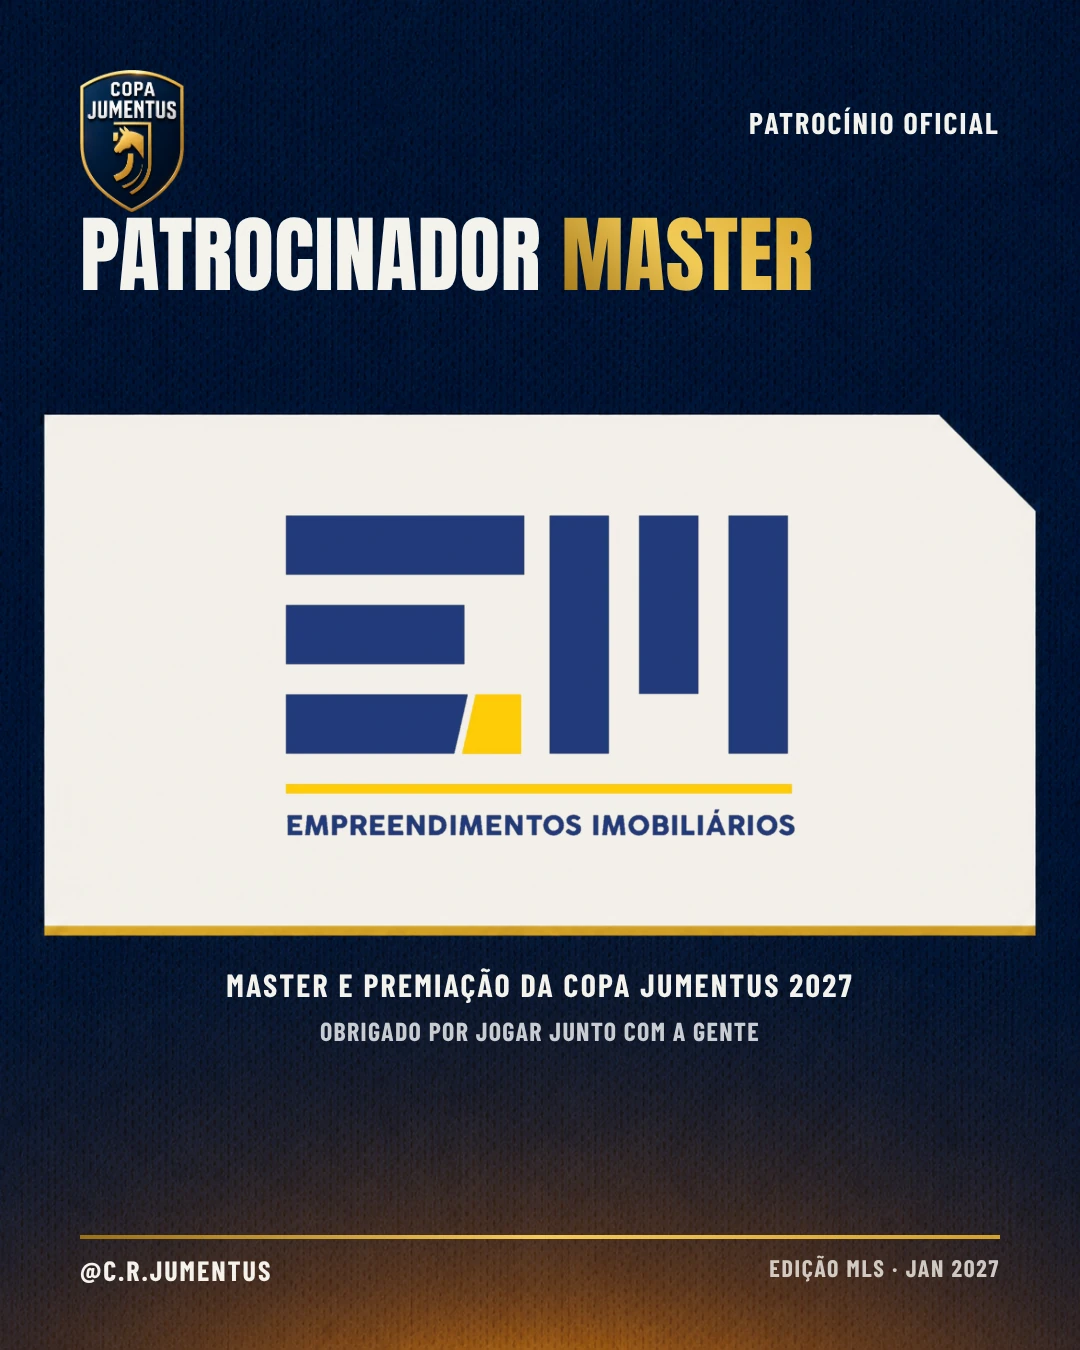 COPA
JUMENTUS
PATROCÍNIO OFICIAL
PATROCINADOR MASTER
EM
EMPREENDIMENTOS IMOBILIÁRIOS
MASTER E PREMIAÇÃO DA COPA JUMENTUS 2027
OBRIGADO POR JOGAR JUNTO COM A GENTE
@C.R.JUMENTUS
EDIÇÃO MLS · JAN 2027